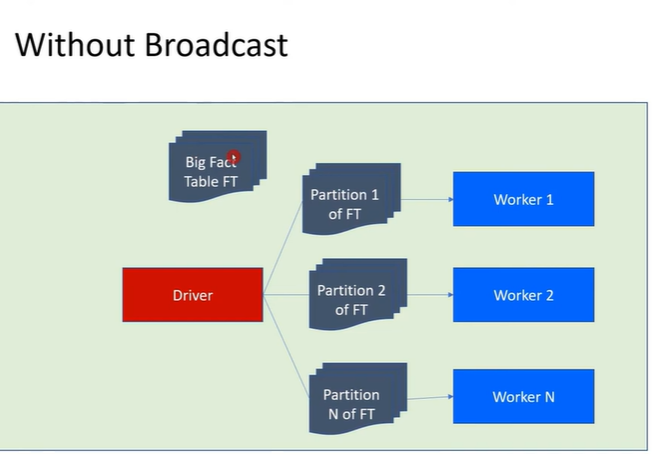 Without Broadcast
Big Fact
Table FT
Partition 1
of FT
Worker 1
Driver
Partition 2
of FT
Worker 2
Partition
N of FT
Worker N